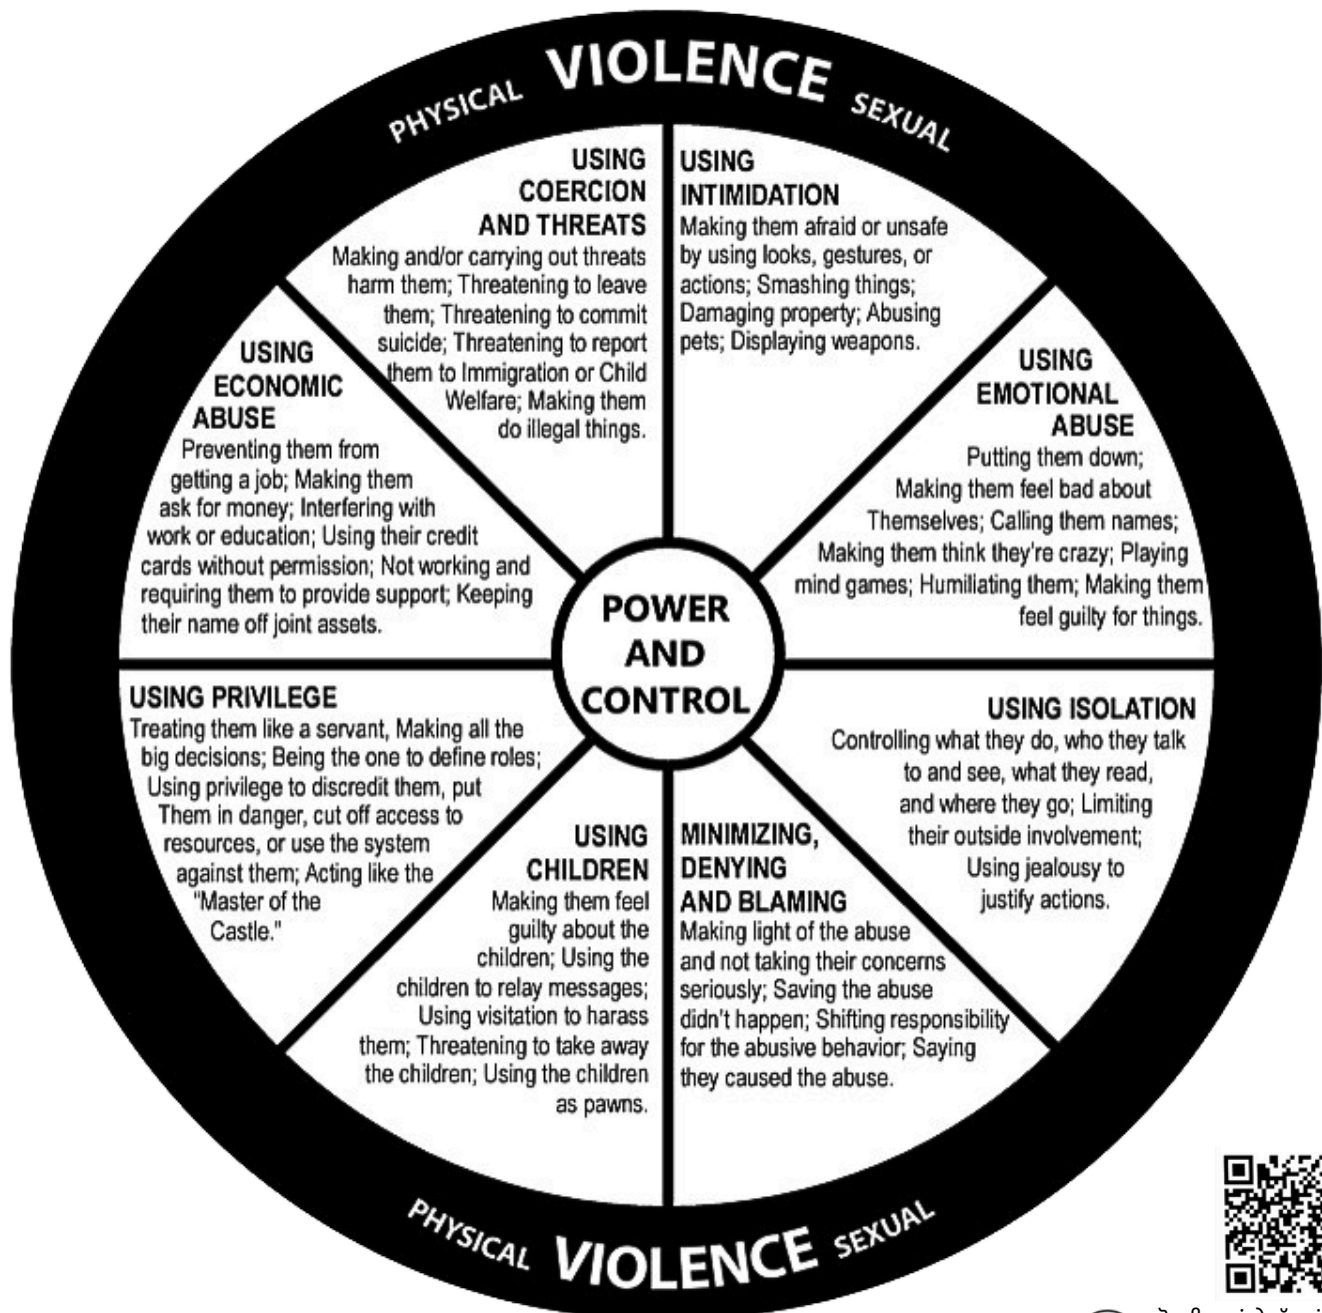 PHYSICAL VIOLENCE SEXUAL
USING
COERCION
AND THREATS
Making and/or carrying out threats
harm them; Threatening to leave
them; Threatening to commit
suicide; Threatening to report
them to Immigration or Child
Welfare; Making them
do illegal things.
USING
INTIMIDATION
Making them afraid or unsafe
by using looks, gestures, or
actions; Smashing things;
Damaging property; Abusing
pets; Displaying weapons.
USING
ECONOMIC
ABUSE
Preventing them from
getting a job; Making them
ask for money; Interfering with
work or education; Using their credit
cards without permission; Not working and
requiring them to provide support; Keeping
their name off joint assets.
USING
EMOTIONAL
ABUSE
Putting them down;
Making them feel bad about
Themselves; Calling them names;
Making them think they're crazy; Playing
mind games; Humiliating them; Making them
feel guilty for things.
POWER
AND
CONTROL
USING PRIVILEGE
Treating them like a servant, Making all the
big decisions; Being the one to define roles;
Using privilege to discredit them, put
Them in danger, cut off access to
resources, or use the system
against them; Acting like the
"Master of the
Castle."
USING ISOLATION
Controlling what they do, who they talk
to and see, what they read,
and where they go; Limiting
their outside involvement;
Using jealousy to
justify actions.
USING
CHILDREN
Making them feel
guilty about the
children; Using the
children to relay messages;
Using visitation to harass
them; Threatening to take away
the children; Using the children
as pawns.
MINIMIZING,
DENYING
AND BLAMING
Making light of the abuse
and not taking their concerns
seriously; Saving the abuse
didn't happen; Shifting responsibility
for the abusive behavior; Saying
they caused the abuse.
PHYSICAL VIOLENCE SEXUAL